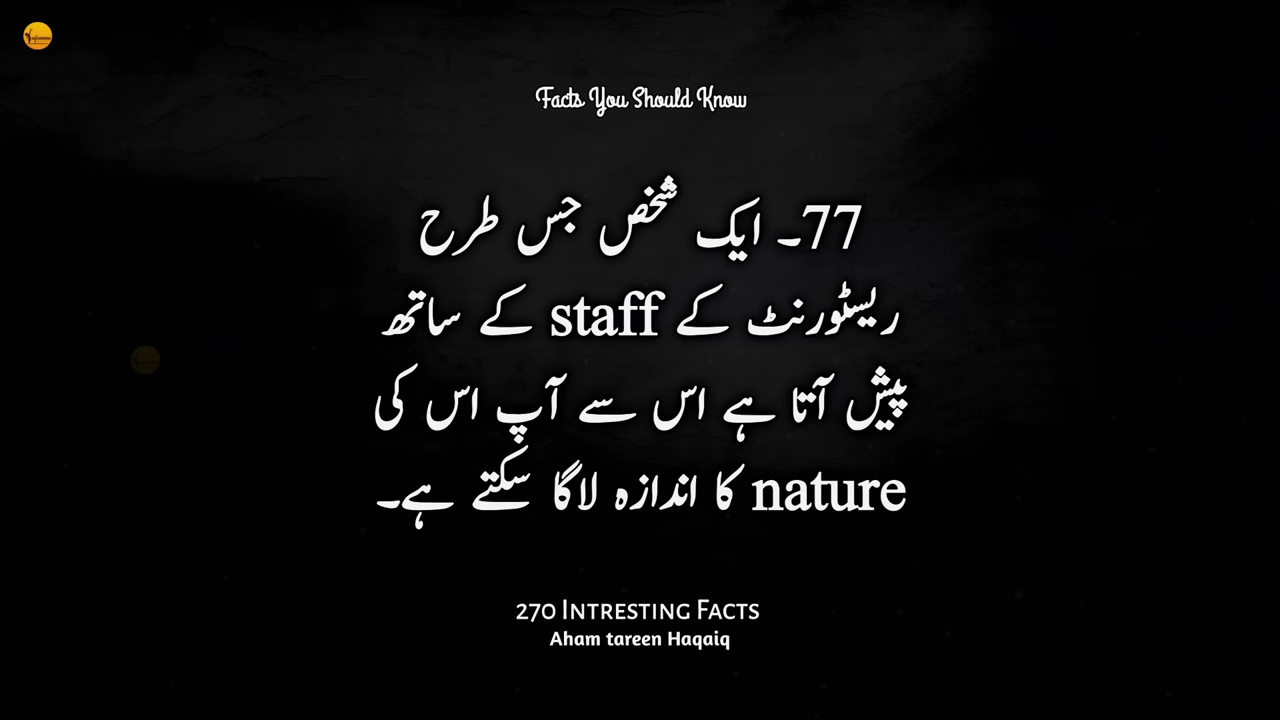 Facts You Should Know
77۔ ایک شخص جس طرح
ریسٹورنٹ کے staff کے ساتھ
پیش آتا ہے اس سے آپ اس کی
nature کا اندازہ لاگا سکتے ہے۔
270 Intresting Facts
Aham tareen Haqaiq